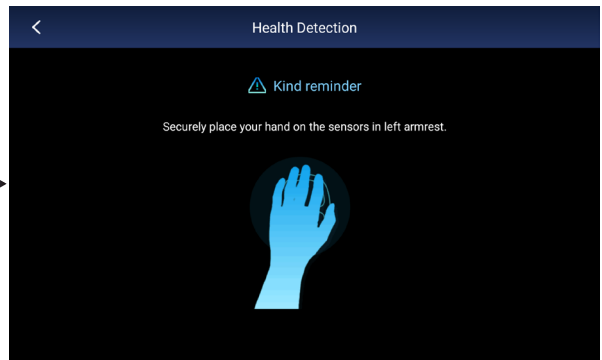 Health Detection
Kind reminder
Securely place your hand on the sensors in left armrest.